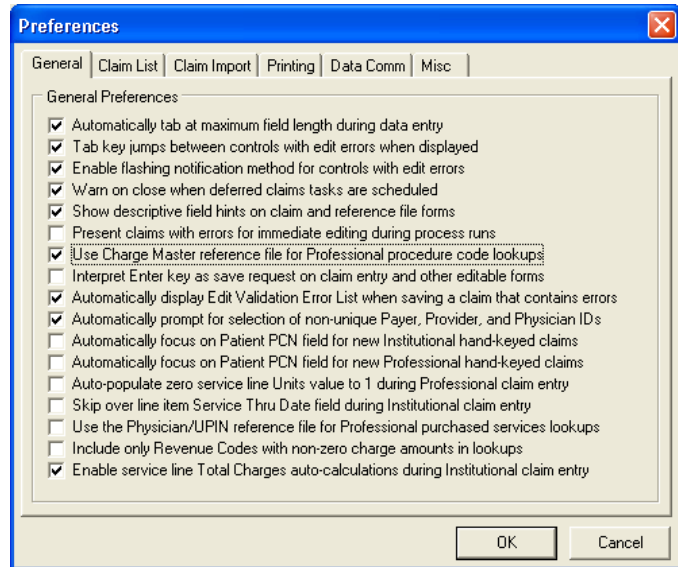 Preferences
General Claim List Claim Import Printing Data Comm Misc
General Preferences
Automatically tab at maximum field length during data entry
Tab key jumps between controls with edit errors when displayed
Enable flashing notification method for controls with edit errors
Warn on close when deferred claims tasks are scheduled
Show descriptive field hints on claim and reference file forms
Present claims with errors for immediate editing during process runs
Use Charge Master reference file for Professional procedure code lookups
Interpret Enter key as save request on claim entry and other editable forms
Automatically display Edit Validation Error List when saving a claim that contains errors
Automatically prompt for selection of non-unique Payer, Provider, and Physician IDs
Automatically focus on Patient PCN field for new Institutional hand-keyed claims
Automatically focus on Patient PCN field for new Professional hand-keyed claims
Auto-populate zero service line Units value to 1 during Professional claim entry
Skip over line item Service Thru Date field during Institutional claim entry
Use the Physician/UPIN reference file for Professional purchased services lookups
Include only Revenue Codes with non-zero charge amounts in lookups
Enable service line Total Charges auto-calculations during Institutional claim entry
OK Cancel